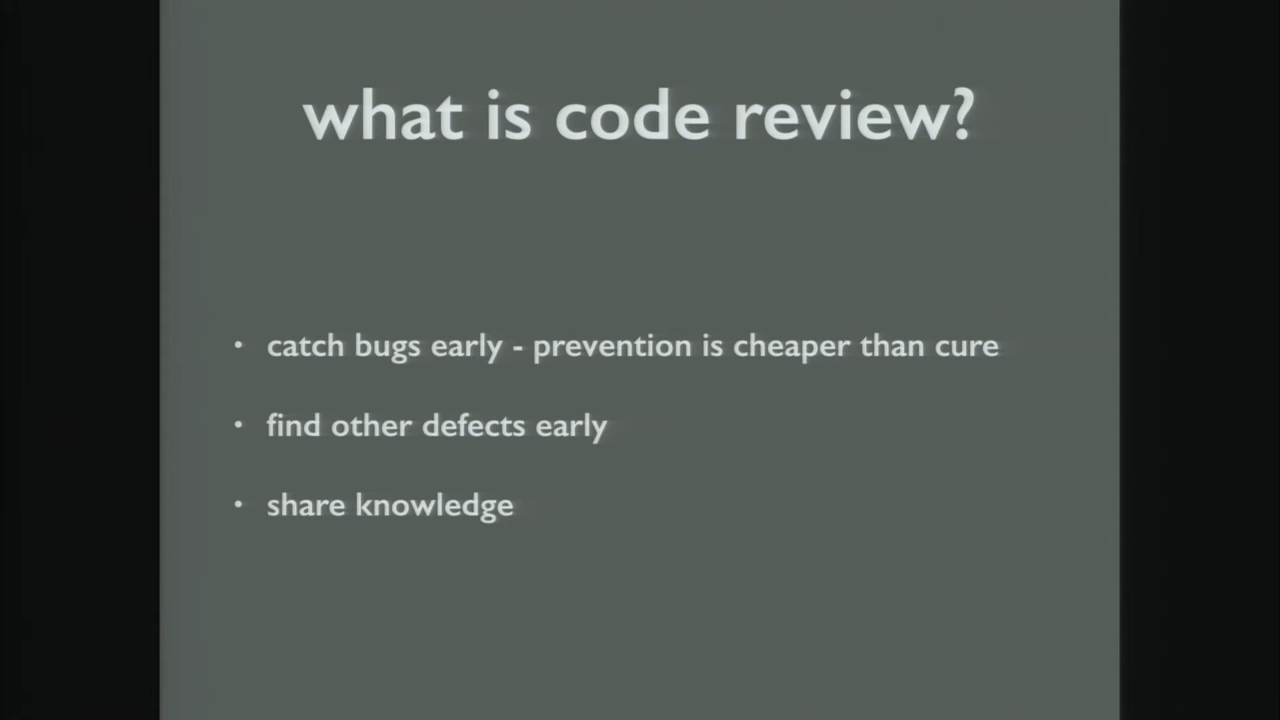 what is code review?
• catch bugs early - prevention is cheaper than cure
• find other defects early
• share knowledge